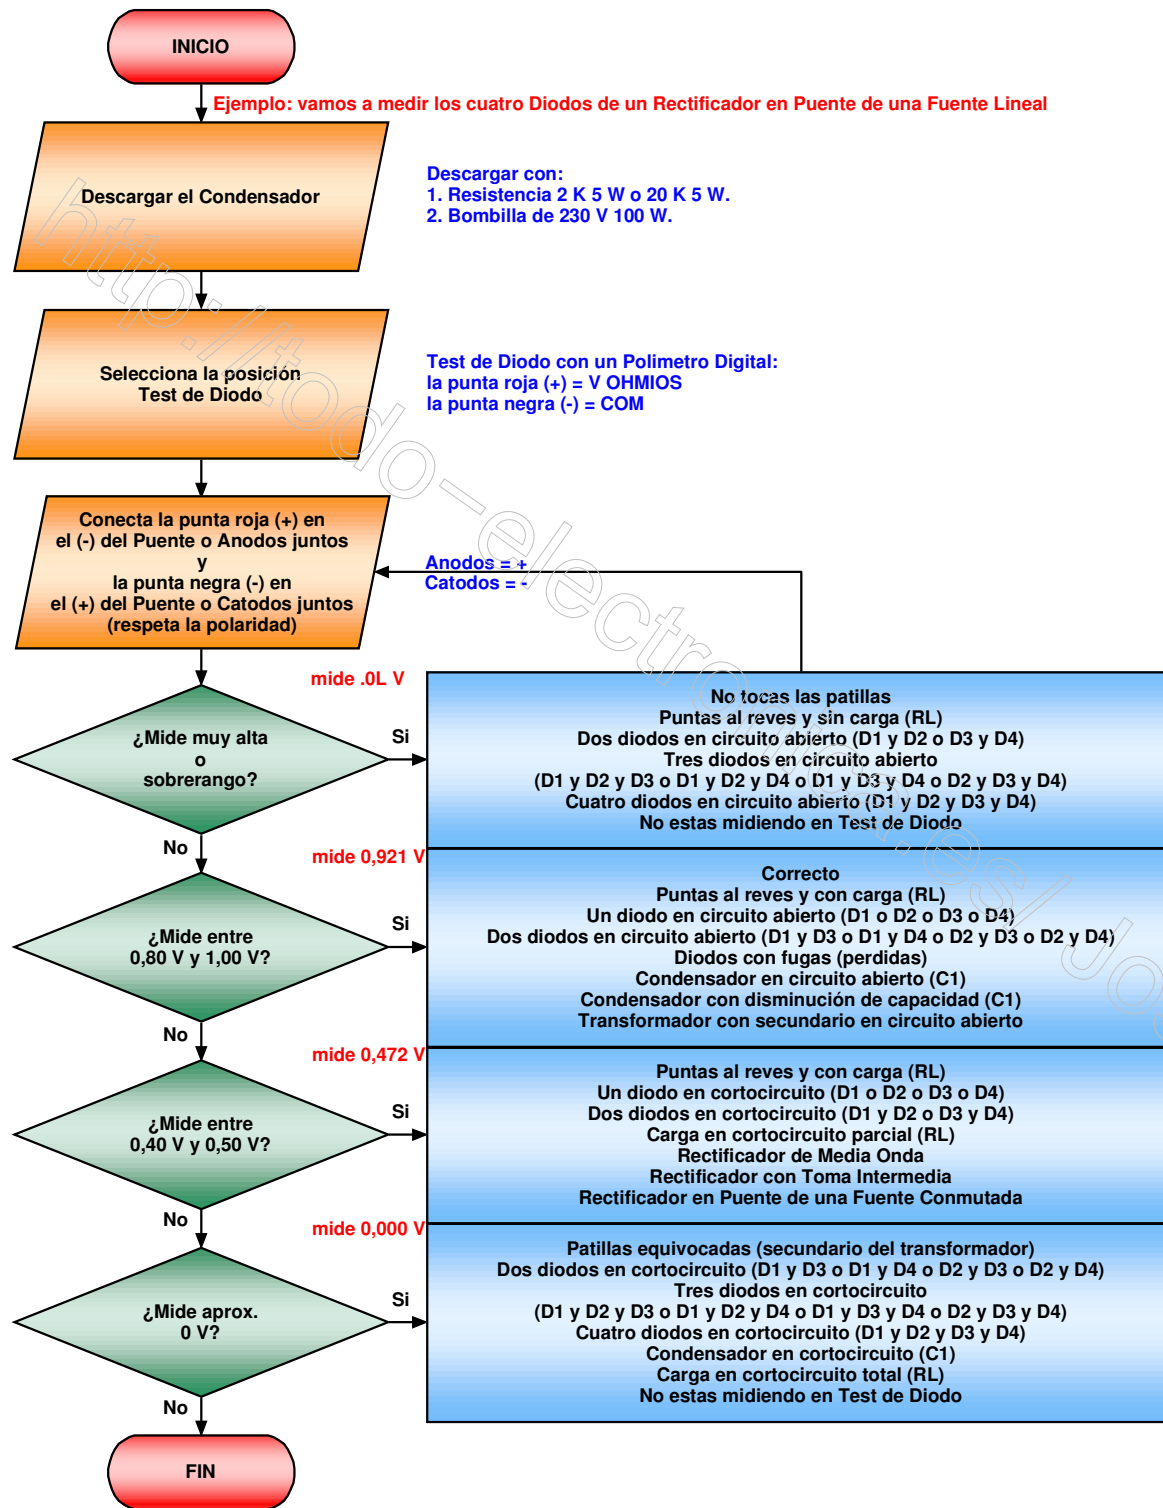 INICIO
Ejemplo: vamos a medir los cuatro Diodos de un Rectificador en Puente de una Fuente Lineal
Descargar el Condensador
Descargar con:
1. Resistencia 2 K 5 W o 20 K 5 W.
2. Bombilla de 230 V 100 W.
Selecciona la posición
Test de Diodo
Test de Diodo con un Polimetro Digital:
la punta roja (+) = V OHMIOS
la punta negra (-) = COM
Conecta la punta roja (+) en
el (-) del Puente o Anodos juntos
y
la punta negra (-) en
el (+) del Puente o Catodos juntos
(respeta la polaridad)
Anodos = +
Catodos = -
mide .0L V
¿Mide muy alta
o
sobrerango?
Si
No tocas las patillas
Puntas al reves y sin carga (RL)
Dos diodos en circuito abierto (D1 y D2 o D3 y D4)
Tres diodos en circuito abierto
(D1 y D2 y D3 o D1 y D2 y D4 o D1 y D3 y D4 o D2 y D3 y D4)
Cuatro diodos en circuito abierto (D1 y D2 y D3 y D4)
No estas midiendo en Test de Diodo
No
mide 0,921 V
¿Mide entre
0,80 V y 1,00 V?
Si
Correcto
Puntas al reves y con carga (RL)
Un diodo en circuito abierto (D1 o D2 o D3 o D4)
Dos diodos en circuito abierto (D1 y D3 o D1 y D4 o D2 y D3 o D2 y D4)
Diodos con fugas (perdidas)
Condensador en circuito abierto (C1)
Condensador con disminución de capacidad (C1)
Transformador con secundario en circuito abierto
No
mide 0,472 V
¿Mide entre
0,40 V y 0,50 V?
Si
Puntas al reves y con carga (RL)
Un diodo en cortocircuito (D1 o D2 o D3 o D4)
Dos diodos en cortocircuito (D1 y D2 o D3 y D4)
Carga en cortocircuito parcial (RL)
Rectificador de Media Onda
Rectificador con Toma Intermedia
Rectificador en Puente de una Fuente Conmutada
No
mide 0,000 V
¿Mide aprox.
0 V?
Si
Patillas equivocadas (secundario del transformador)
Dos diodos en cortocircuito (D1 y D3 o D1 y D4 o D2 y D3 o D2 y D4)
Tres diodos en cortocircuito
(D1 y D2 y D3 o D1 y D2 y D4 o D1 y D3 y D4 o D2 y D3 y D4)
Cuatro diodos en cortocircuito (D1 y D2 y D3 y D4)
Condensador en cortocircuito (C1)
Carga en cortocircuito total (RL)
No estas midiendo en Test de Diodo
No
FIN
http://todo-electronica.es/